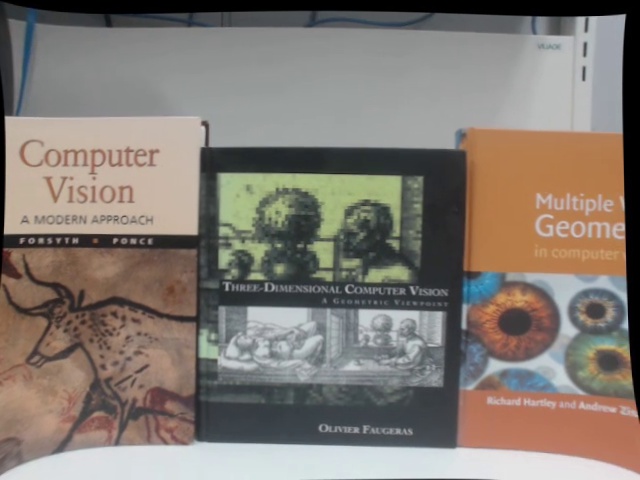 Computer
Vision
A MODERN APPROACH
FORSYTH PONCE
THREE-DIMENSIONAL COMPUTER VISION
A GEOMETRIC VIEWPOINT
OLIVIER FAUGERAS
Multiple
Geome
in computer
Richard Hartley and Andrew Zis